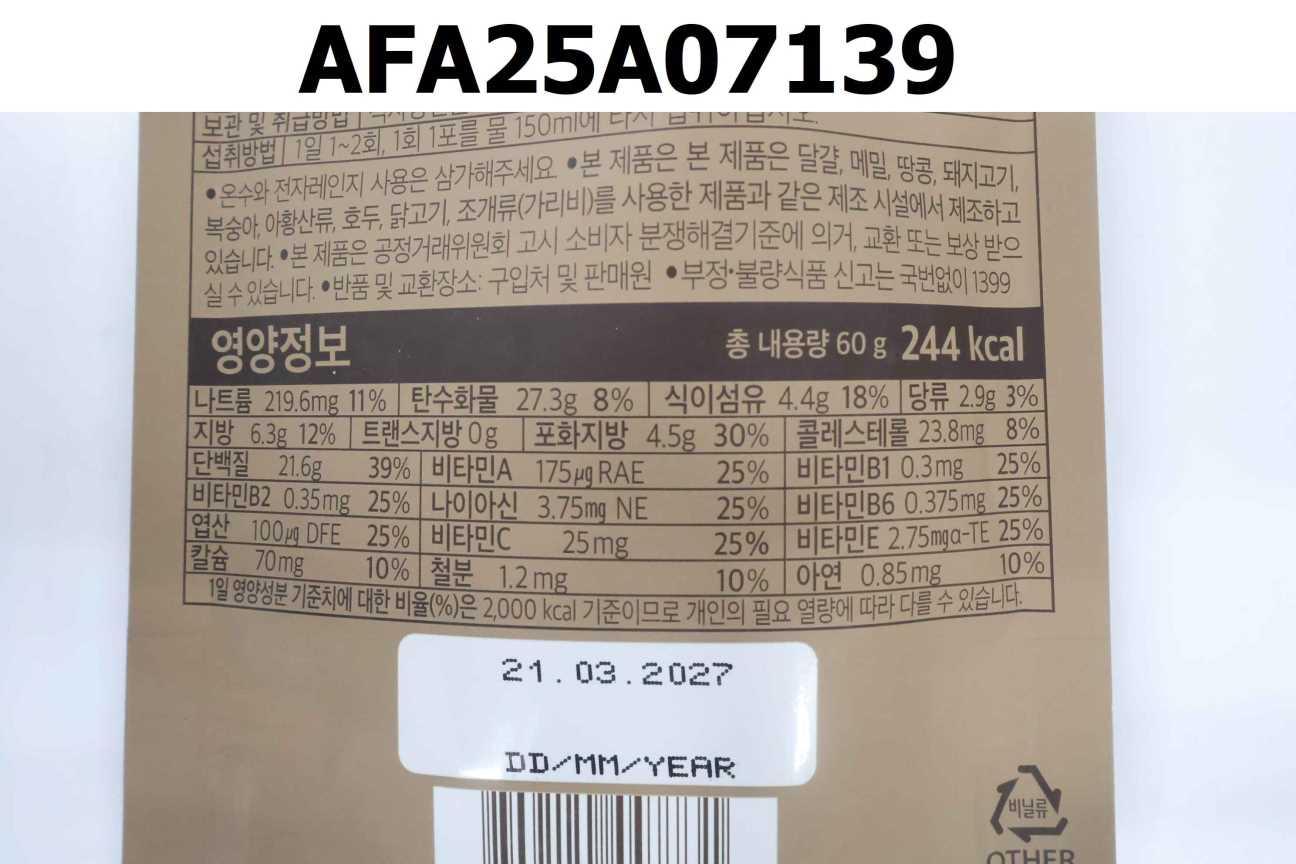 AFA25A07139
보관 및 취급방법
섭취방법 1일 1~2회, 1회 1포를 물 150ml에 타서
•온수와 전자레인지 사용은 삼가해주세요 •본 제품은 본 제품은 달걀, 메밀, 땅콩, 돼지고기,
복숭아, 아황산류, 호두, 닭고기, 조개류(가리비)를 사용한 제품과 같은 제조 시설에서 제조하고
있습니다. •본 제품은 공정거래위원회 고시 소비자 분쟁해결기준에 의거, 교환 또는 보상 받으
실 수 있습니다. •반품 및 교환장소: 구입처 및 판매원 •부정·불량식품 신고는 국번없이 1399
영양정보 총 내용량 60 g 244 kcal
나트륨 219.6mg 11% 탄수화물 27.3g 8% 식이섬유 4.4g 18% 당류 2.9g 3%
지방 6.3g 12% 트랜스지방 0g 포화지방 4.5g 30% 콜레스테롤 23.8mg 8%
단백질 21.6g 39% 비타민A 175㎍ RAE 25% 비타민B1 0.3mg 25%
비타민B2 0.35mg 25% 나이아신 3.75mg NE 25% 비타민B6 0.375mg 25%
엽산 100㎍ DFE 25% 비타민C 25mg 25% 비타민E 2.75mgα-TE 25%
칼슘 70mg 10% 철분 1.2mg 10% 아연 0.85mg 10%
1일 영양성분 기준치에 대한 비율(%)은 2,000 kcal 기준이므로 개인의 필요 열량에 따라 다를 수 있습니다.
21.03.2027
DD/MM/YEAR
비닐류
OTHER